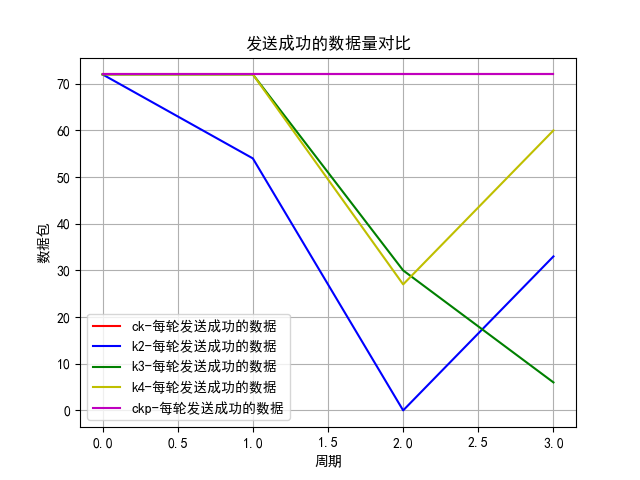 发送成功的数据量对比
70
60
50
40
30
20
10
0
数据包
ck-每轮发送成功的数据
k2-每轮发送成功的数据
k3-每轮发送成功的数据
k4-每轮发送成功的数据
ckp-每轮发送成功的数据
0.0 0.5 1.0 1.5 2.0 2.5 3.0
周期